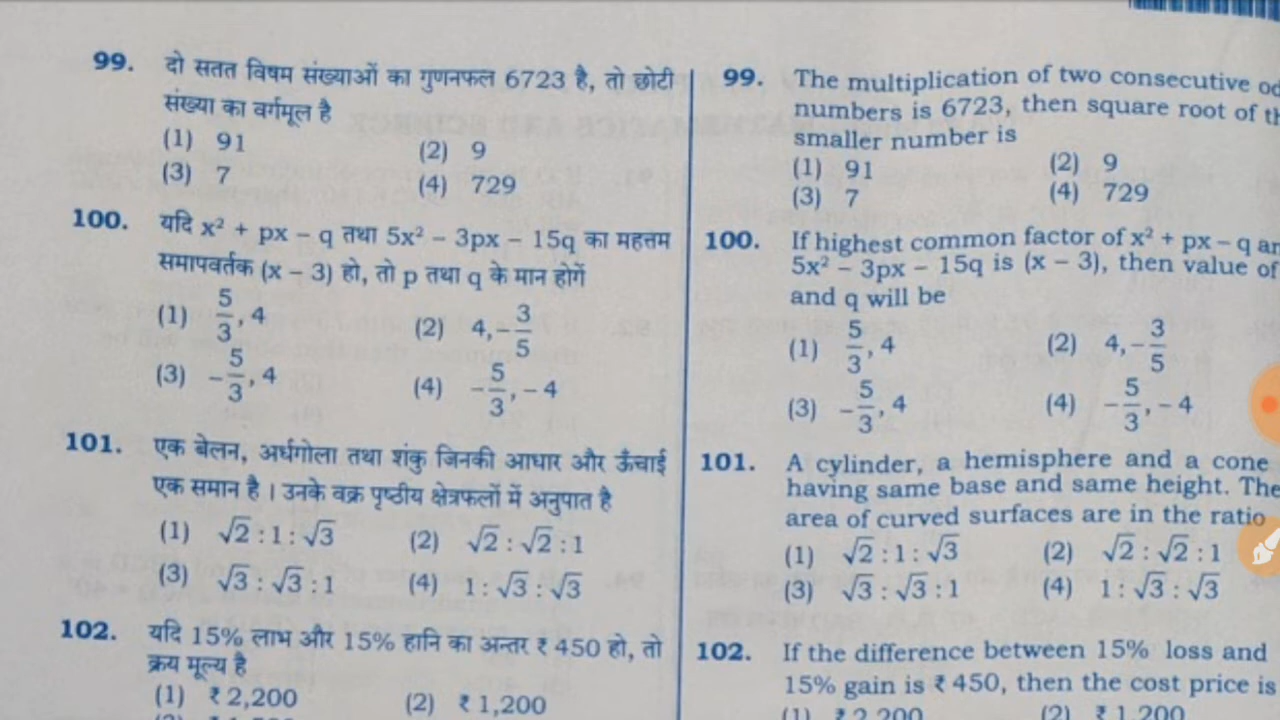 99. दो सतत विषम संख्याओं का गुणनफल 6723 है, तो छोटी
संख्या का वर्गमूल है
(1) 91 (2) 9
(3) 7 (4) 729
100. यदि x² + px – q तथा 5x² – 3px – 15q का महत्तम
समापवर्तक (x – 3) हो, तो p तथा q के मान होगें
(1) 5/3, 4 (2) 4, –3/5
(3) –5/3, 4 (4) –5/3, – 4
101. एक बेलन, अर्धगोला तथा शंकु जिनकी आधार और ऊँचाई
एक समान है । उनके वक्र पृष्ठीय क्षेत्रफलों में अनुपात है
(1) √2 : 1 : √3 (2) √2 : √2 : 1
(3) √3 : √3 : 1 (4) 1 : √3 : √3
102. यदि 15% लाभ और 15% हानि का अन्तर ₹ 450 हो, तो
क्रय मूल्य है
(1) ₹ 2,200 (2) ₹ 1,200
99. The multiplication of two consecutive
numbers is 6723, then square root of
smaller number is
(1) 91 (2) 9
(3) 7 (4) 729
100. If highest common factor of x² + px – q
5x² – 3px – 15q is (x – 3), then value of
and q will be
(1) 5/3, 4 (2) 4, –3/5
(3) –5/3, 4 (4) –5/3, – 4
101. A cylinder, a hemisphere and a cone
having same base and same height. The
area of curved surfaces are in the ratio
(1) √2 : 1 : √3 (2) √2 : √2 : 1
(3) √3 : √3 : 1 (4) 1 : √3 : √3
102. If the difference between 15% loss and
15% gain is ₹ 450, then the cost price is
(1) ₹ 2,200 (2) ₹ 1,200